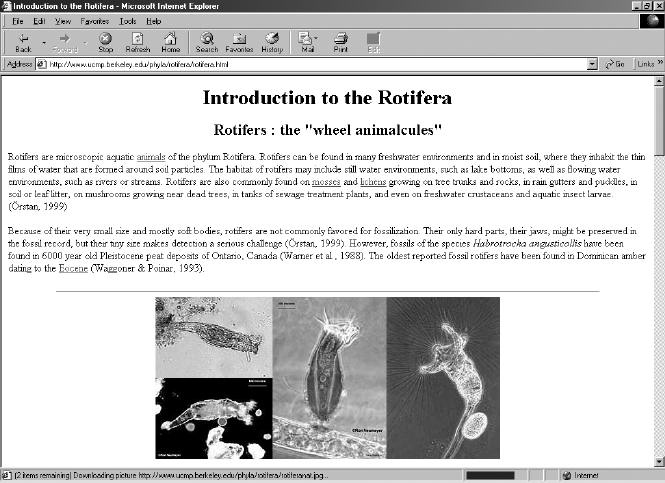 Introduction to the Rotifera - Microsoft Internet Explorer
File Edit View Favorites Tools Help
Back Forward Stop Refresh Home Search Favorites History Mail Print Edit
Address http://www.ucmp.berkeley.edu/phyla/rotifera/rotifera.html Go Links »
Introduction to the Rotifera
Rotifers : the "wheel animalcules"
Rotifers are microscopic aquatic animals of the phylum Rotifera. Rotifers can be found in many freshwater environments and in moist soil, where they inhabit the thin
films of water that are formed around soil particles. The habitat of rotifers may include still water environments, such as lake bottoms, as well as flowing water
environments, such as rivers or streams. Rotifers are also commonly found on mosses and lichens growing on tree trunks and rocks, in rain gutters and puddles, in
soil or leaf litter, on mushrooms growing near dead trees, in tanks of sewage treatment plants, and even on freshwater crustaceans and aquatic insect larvae.
(Örstan, 1999)
Because of their very small size and mostly soft bodies, rotifers are not commonly favored for fossilization. Their only hard parts, their jaws, might be preserved in
the fossil record, but their tiny size makes detection a serious challenge (Örstan, 1999). However, fossils of the species Habrotrocha angusticollis have been
found in 6000 year old Pleistocene peat deposits of Ontario, Canada (Warner et al., 1988). The oldest reported fossil rotifers have been found in Dominican amber
dating to the Eocene (Waggoner & Poinar, 1993).
©Ron Neumeyer
©Ron Neumeyer
(2 items remaining) Downloading picture http://www.ucmp.berkeley.edu/phyla/rotifera/rotiferanat.jpg... Internet